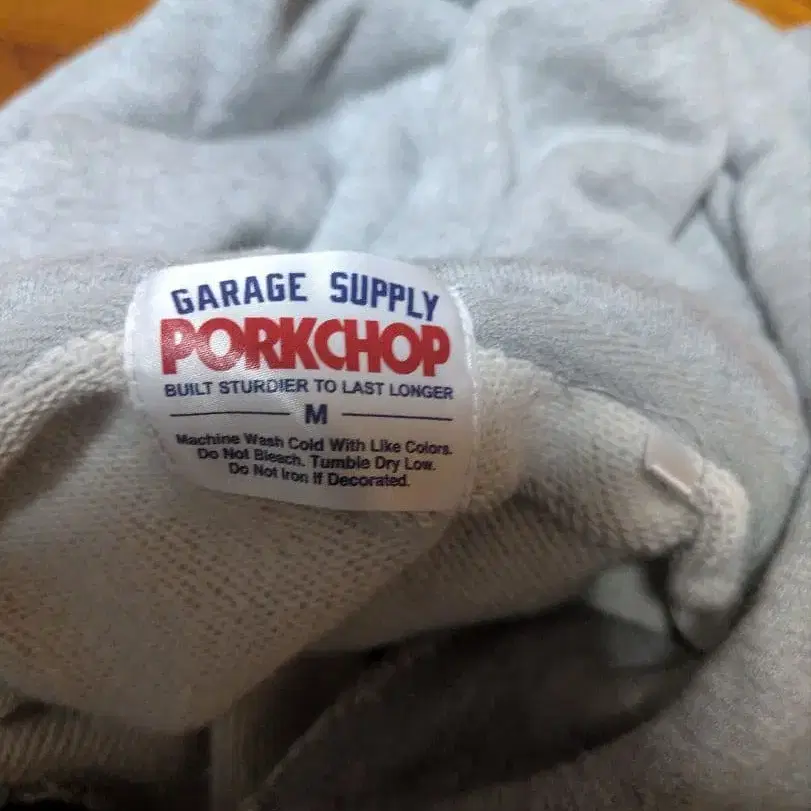 GARAGE SUPPLY
PORKCHOP
BUILT STURDIER TO LAST LONGER
M
Machine Wash Cold With Like Colors.
Do Not Bleach. Tumble Dry Low.
Do Not Iron If Decorated.